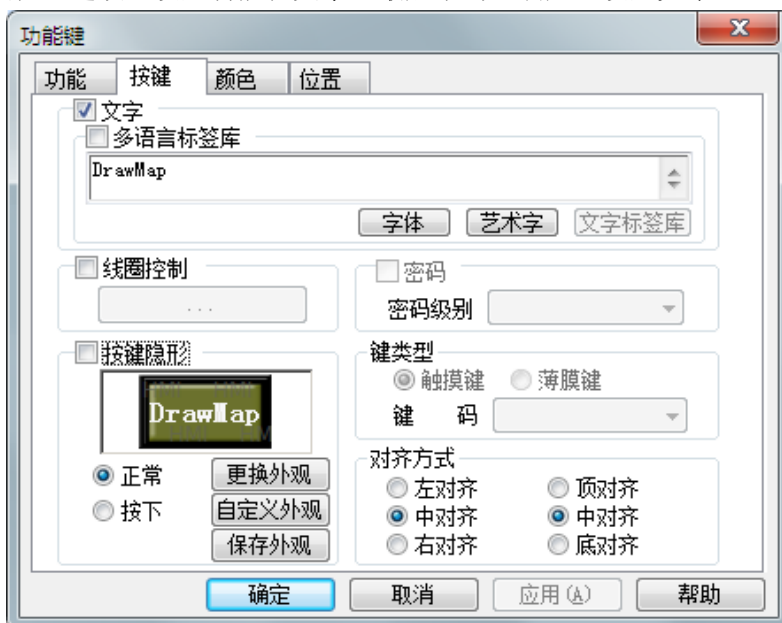 功能键
功能 按键 颜色 位置
文字
多语言标签库
DrawMap
字体 艺术字 文字标签库
线圈控制 密码
... 密码级别
按键隐形 键类型
触摸键 薄膜键
DrawMap
键 码
对齐方式
正常 更换外观 左对齐 顶对齐
按下 自定义外观 中对齐 中对齐
保存外观 右对齐 底对齐
确定 取消 应用(A) 帮助